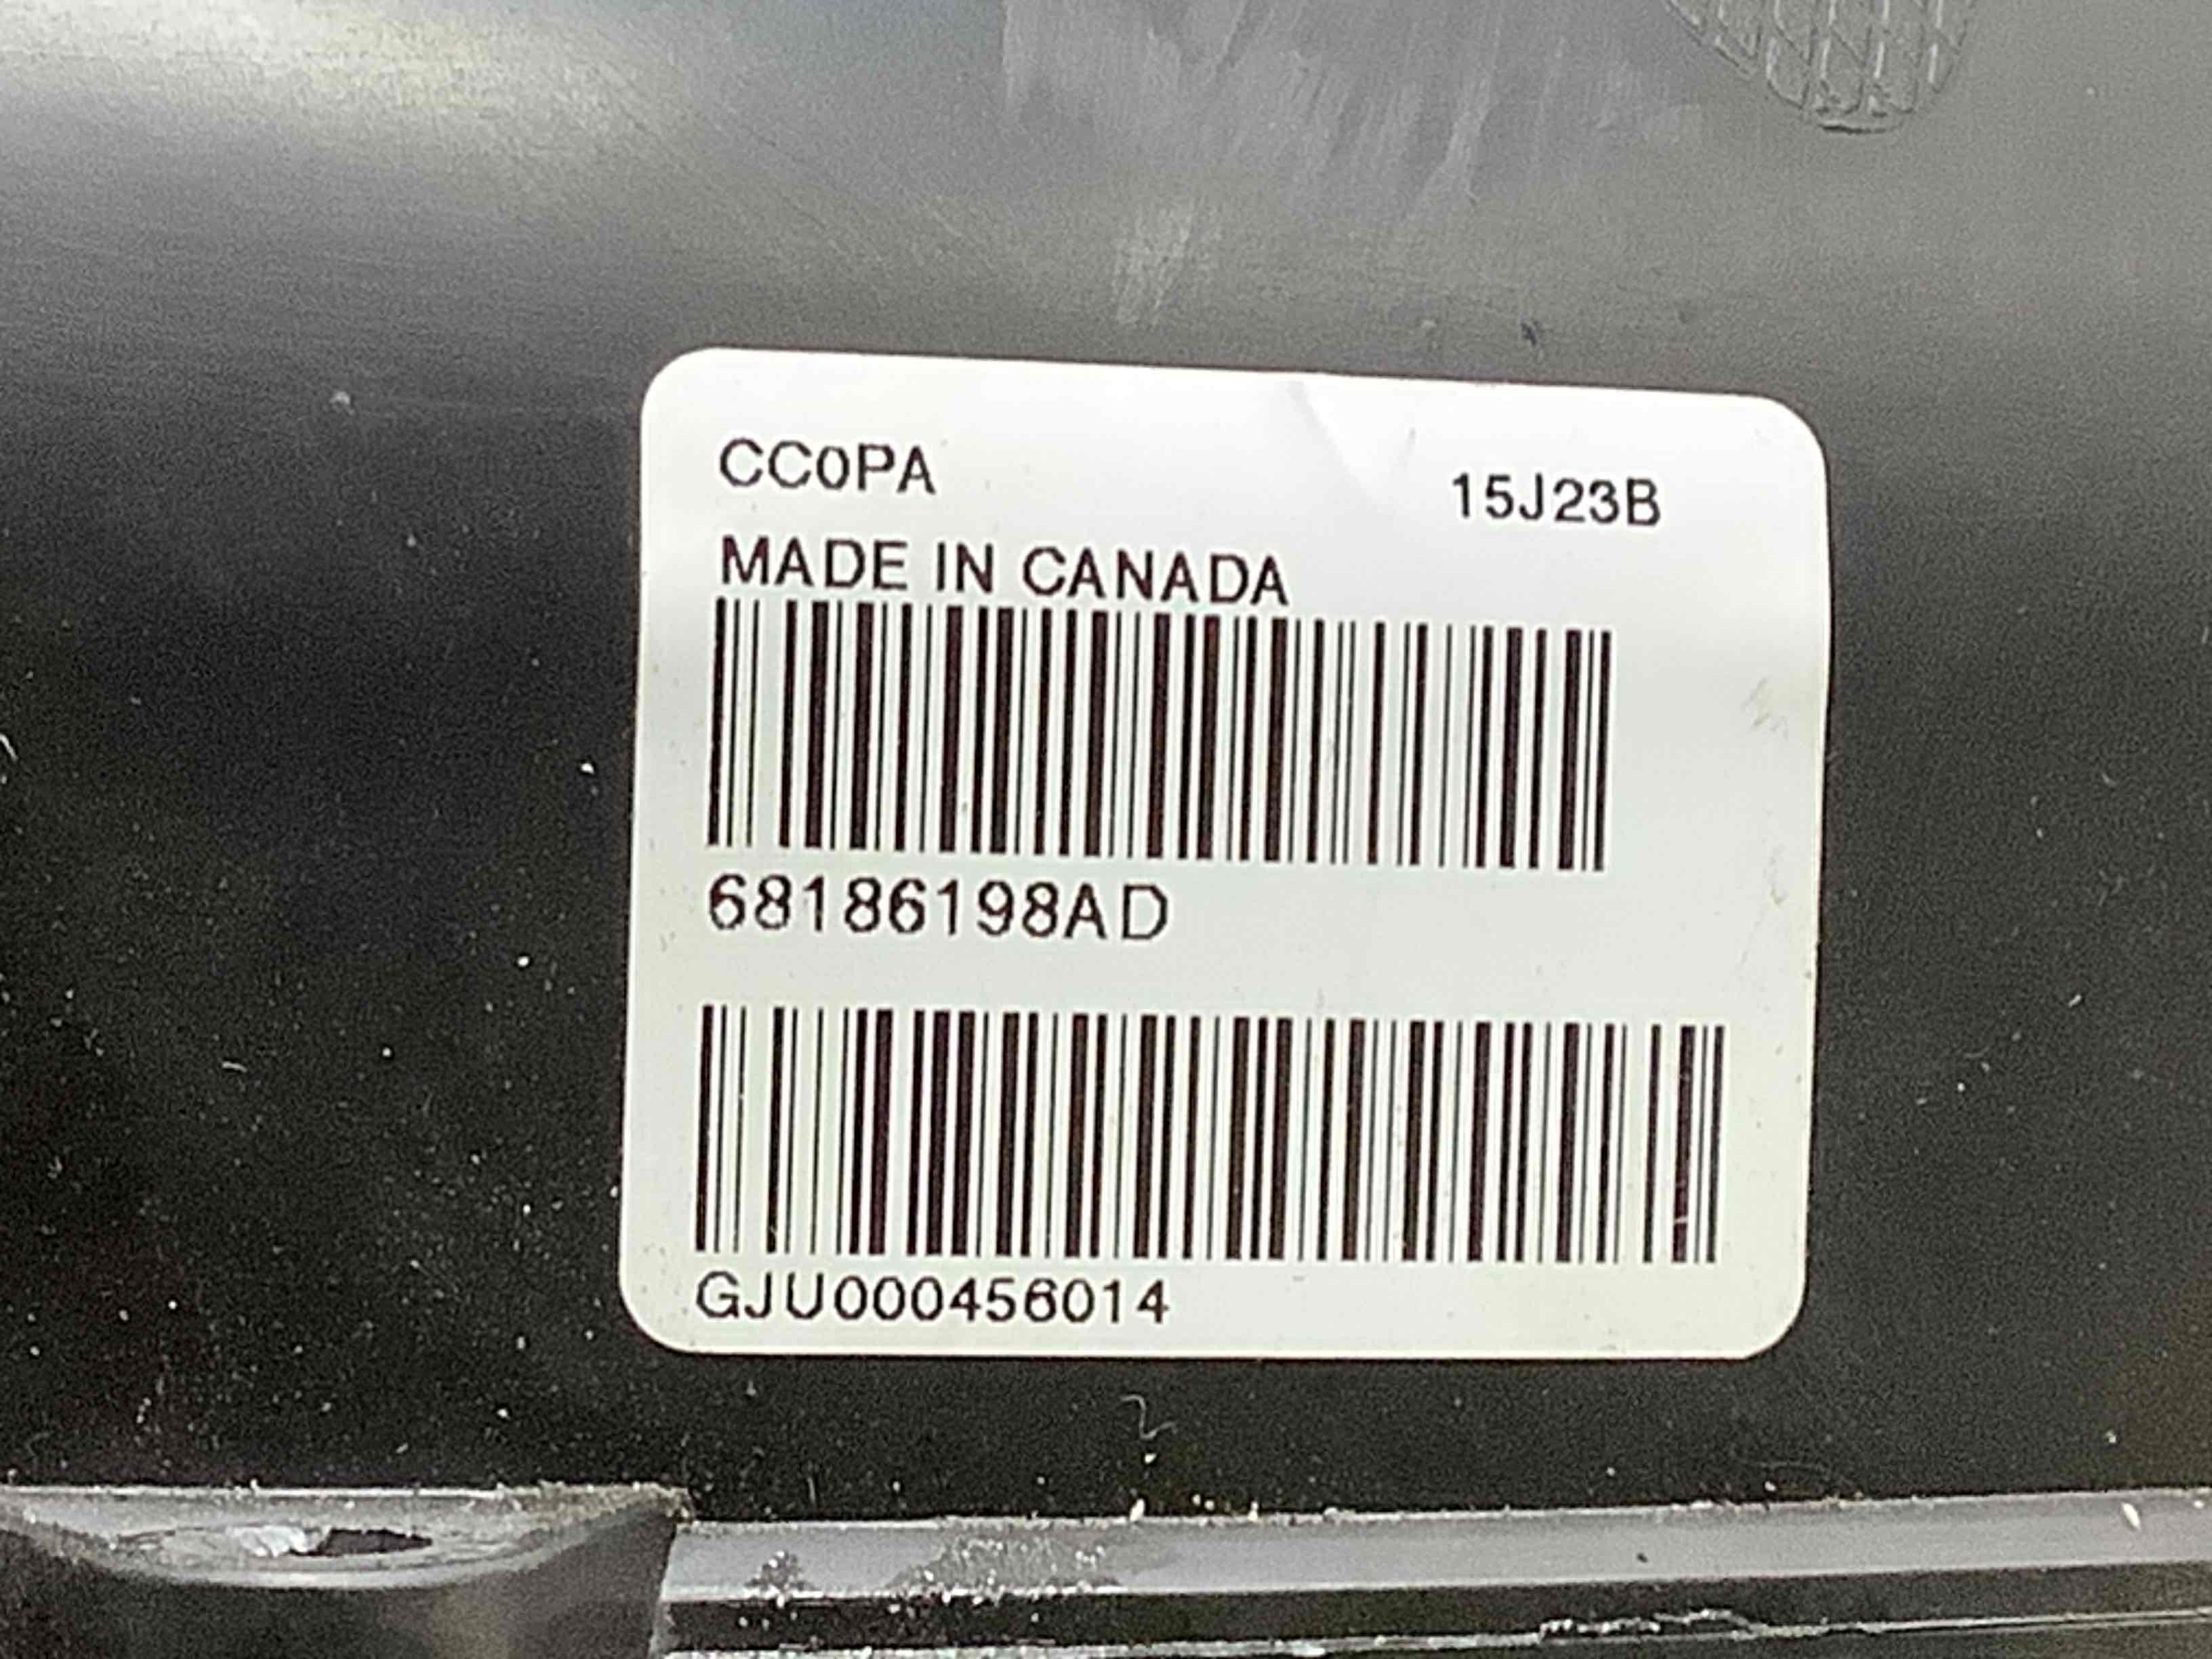 CC0PA 15J23B
MADE IN CANADA
68186198AD
GJU000456014